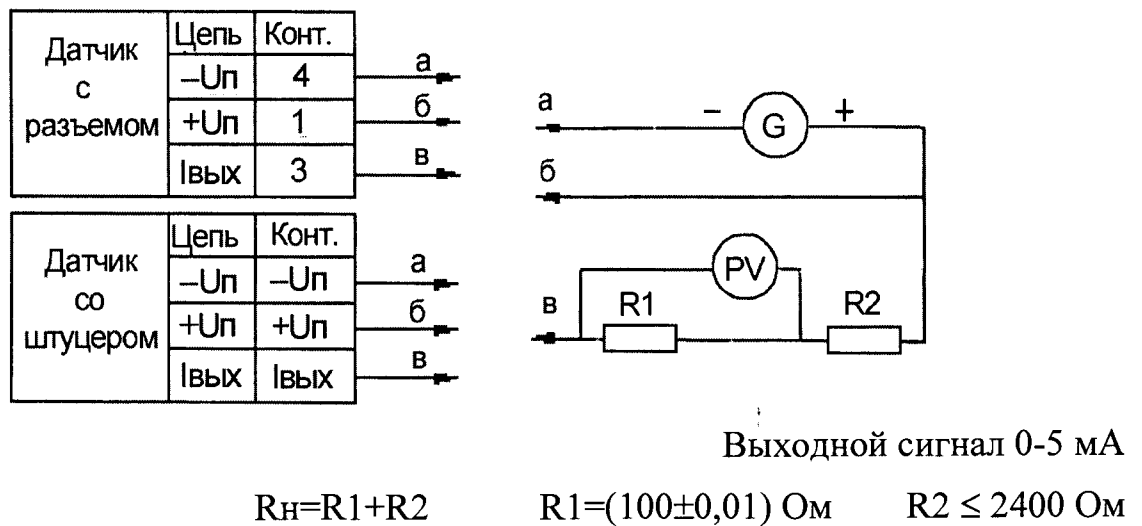 Датчик с разъемом
Цепь Конт.
–Uп 4 а
+Uп 1 б
Iвых 3 в
Датчик со штуцером
Цепь Конт.
–Uп –Uп а
+Uп +Uп б
Iвых Iвых в
а – G +
б
PV
в R1 R2
Выходной сигнал 0-5 мА
Rн=R1+R2 R1=(100±0,01) Ом R2 ≤ 2400 Ом